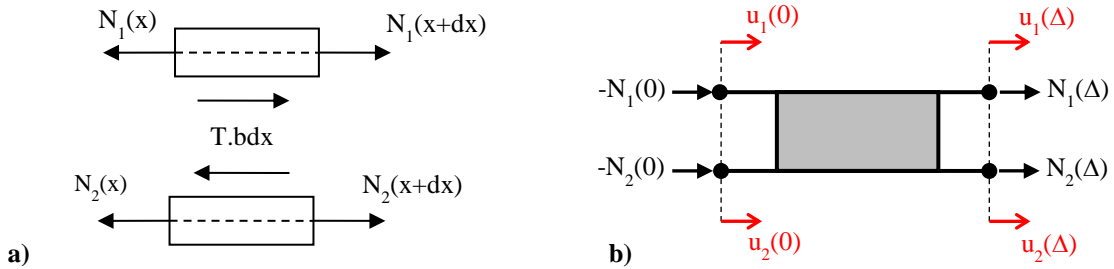 N₁(x)
N₁(x+dx)
T.bdx
N₂(x)
N₂(x+dx)
a)
u₁(0)
u₁(Δ)
-N₁(0)
N₁(Δ)
-N₂(0)
N₂(Δ)
u₂(0)
u₂(Δ)
b)